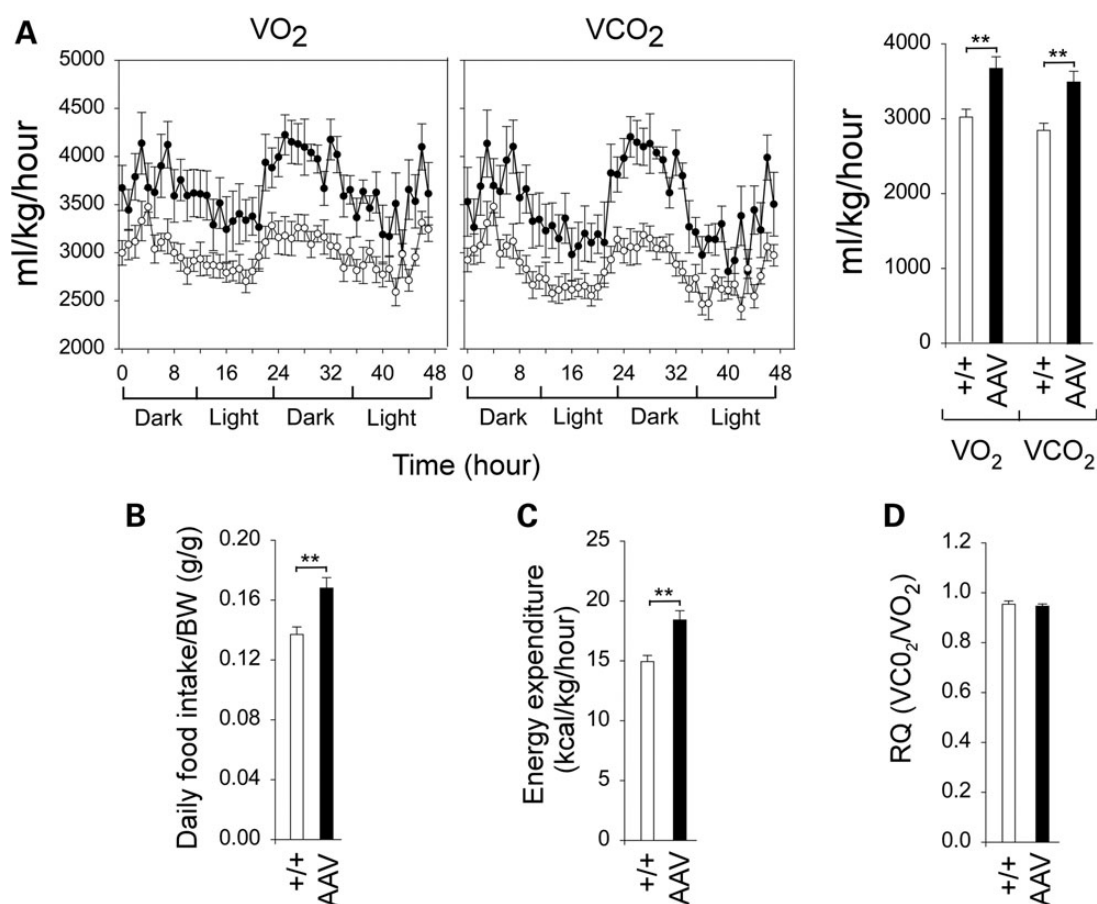 A
VO2
VCO2
ml/kg/hour
5000
4500
4000
3500
3000
2500
2000
0 8 16 24 32 40 48
0 8 16 24 32 40 48
Dark Light Dark Light
Dark Light Dark Light
Time (hour)
ml/kg/hour
4000
3000
2000
1000
0
** **
+/+ AAV +/+ AAV
VO2 VCO2
B
Daily food intake/BW (g/g)
0.20
0.16
0.12
0.08
0.04
0.00
**
+/+ AAV
C
Energy expenditure
(kcal/kg/hour)
25
20
15
10
5
0
**
+/+ AAV
D
RQ (VC02/VO2)
1.2
1.0
0.8
0.6
0.4
0.2
0.0
+/+ AAV